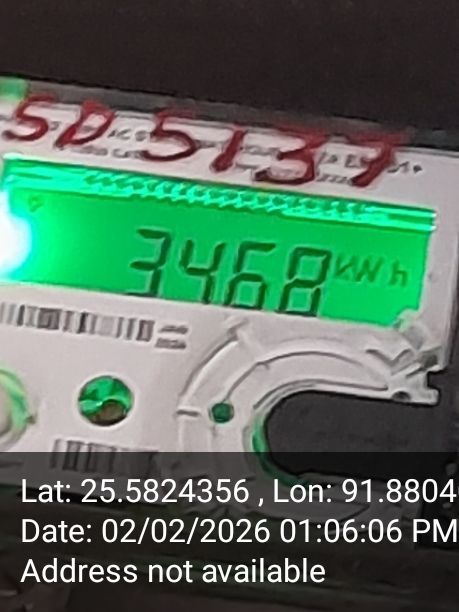 SD 5137
3468 kWh
Lat: 25.5824356 , Lon: 91.8804
Date: 02/02/2026 01:06:06 PM
Address not available